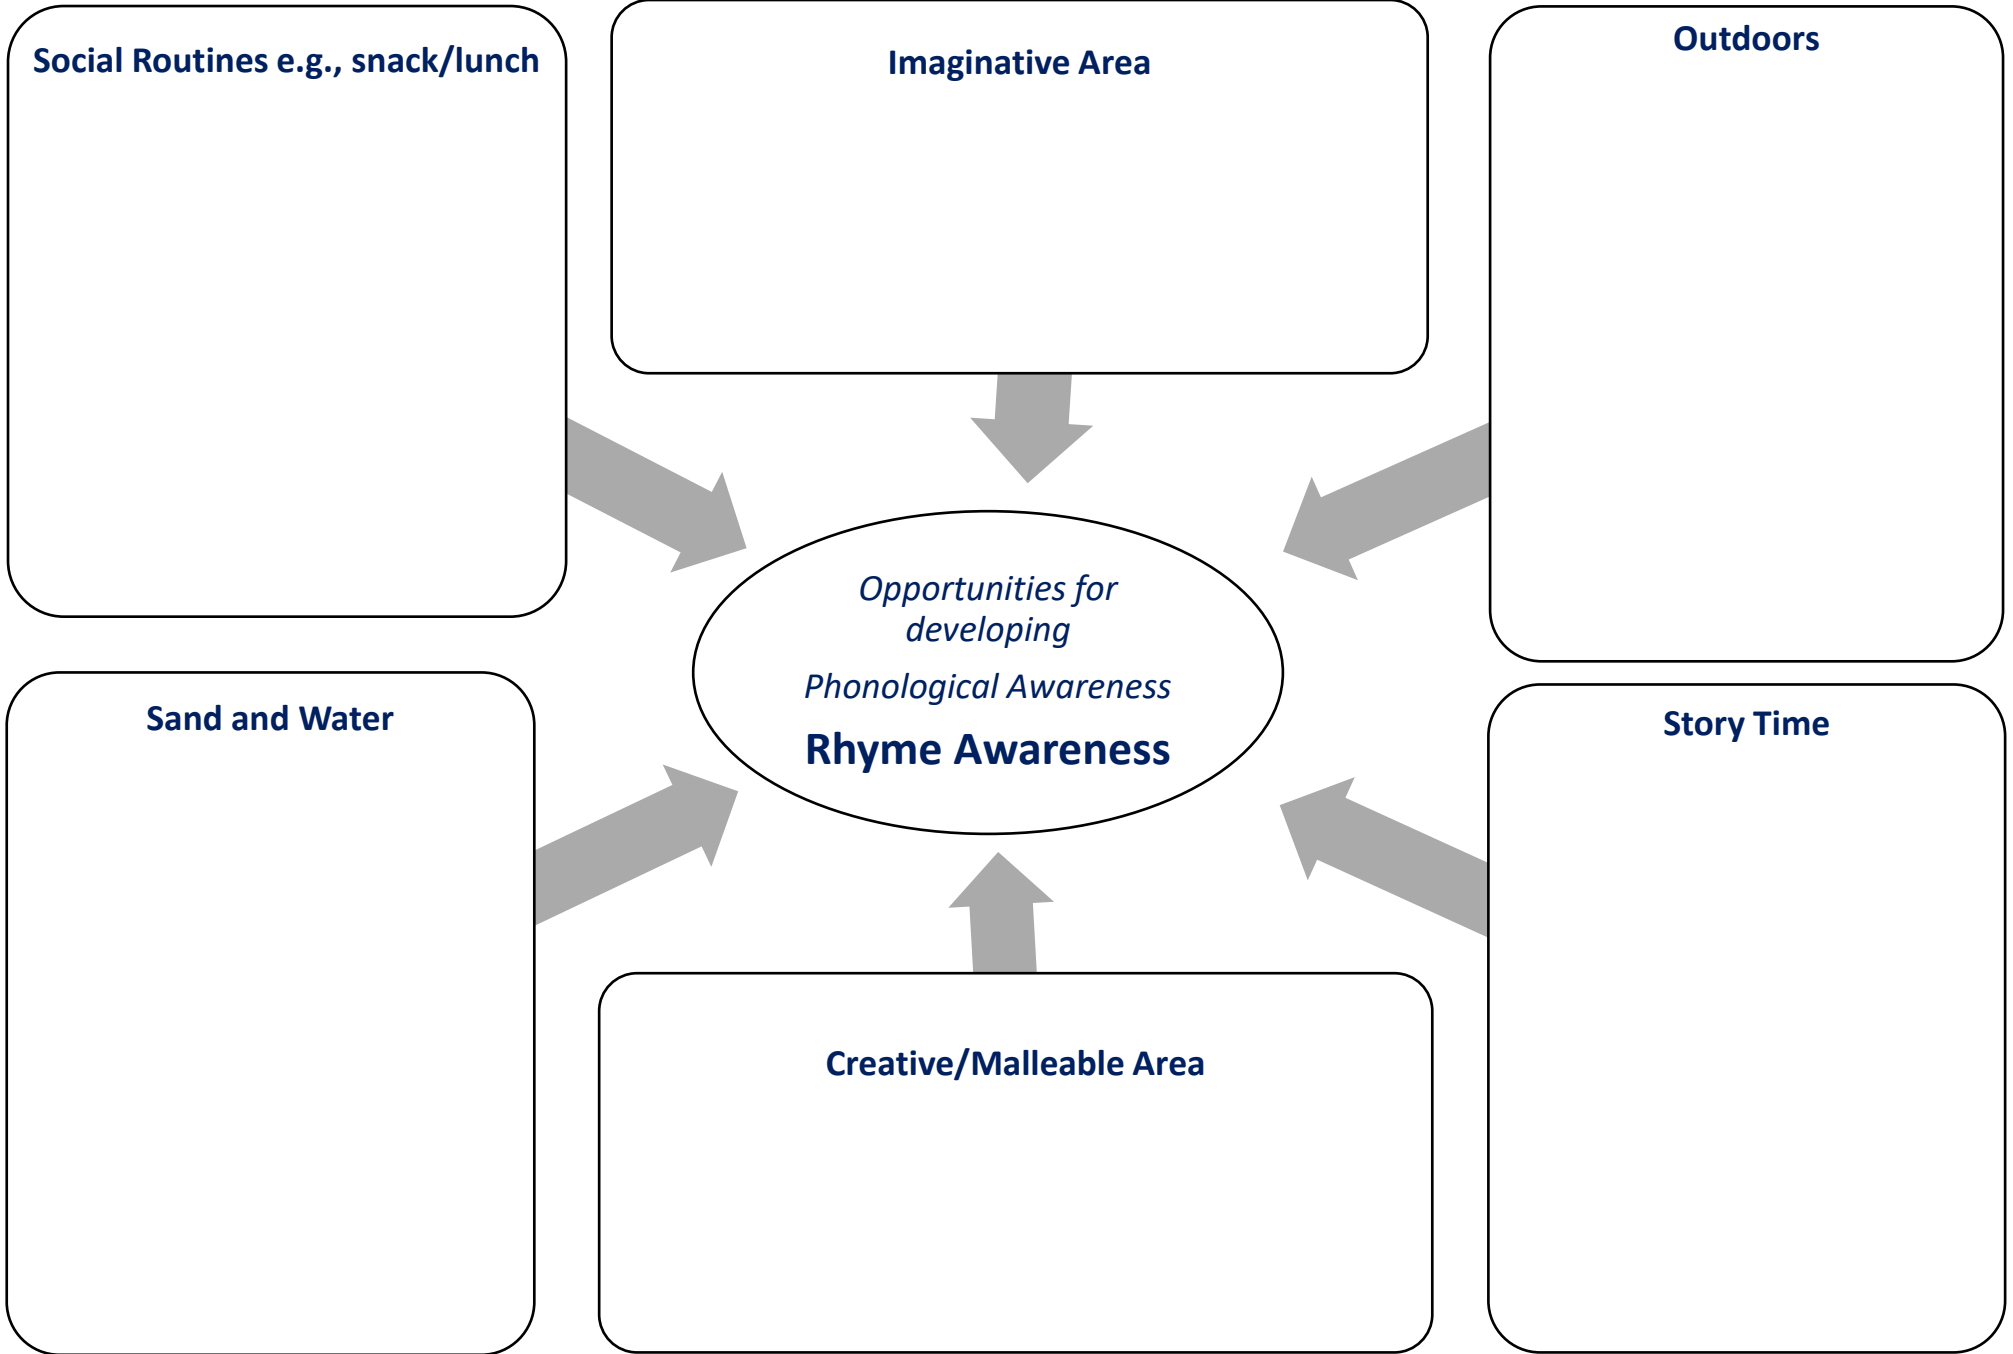 Social Routines e.g., snack/lunch
Imaginative Area
Outdoors
Opportunities for
developing
Phonological Awareness
Rhyme Awareness
Sand and Water
Story Time
Creative/Malleable Area